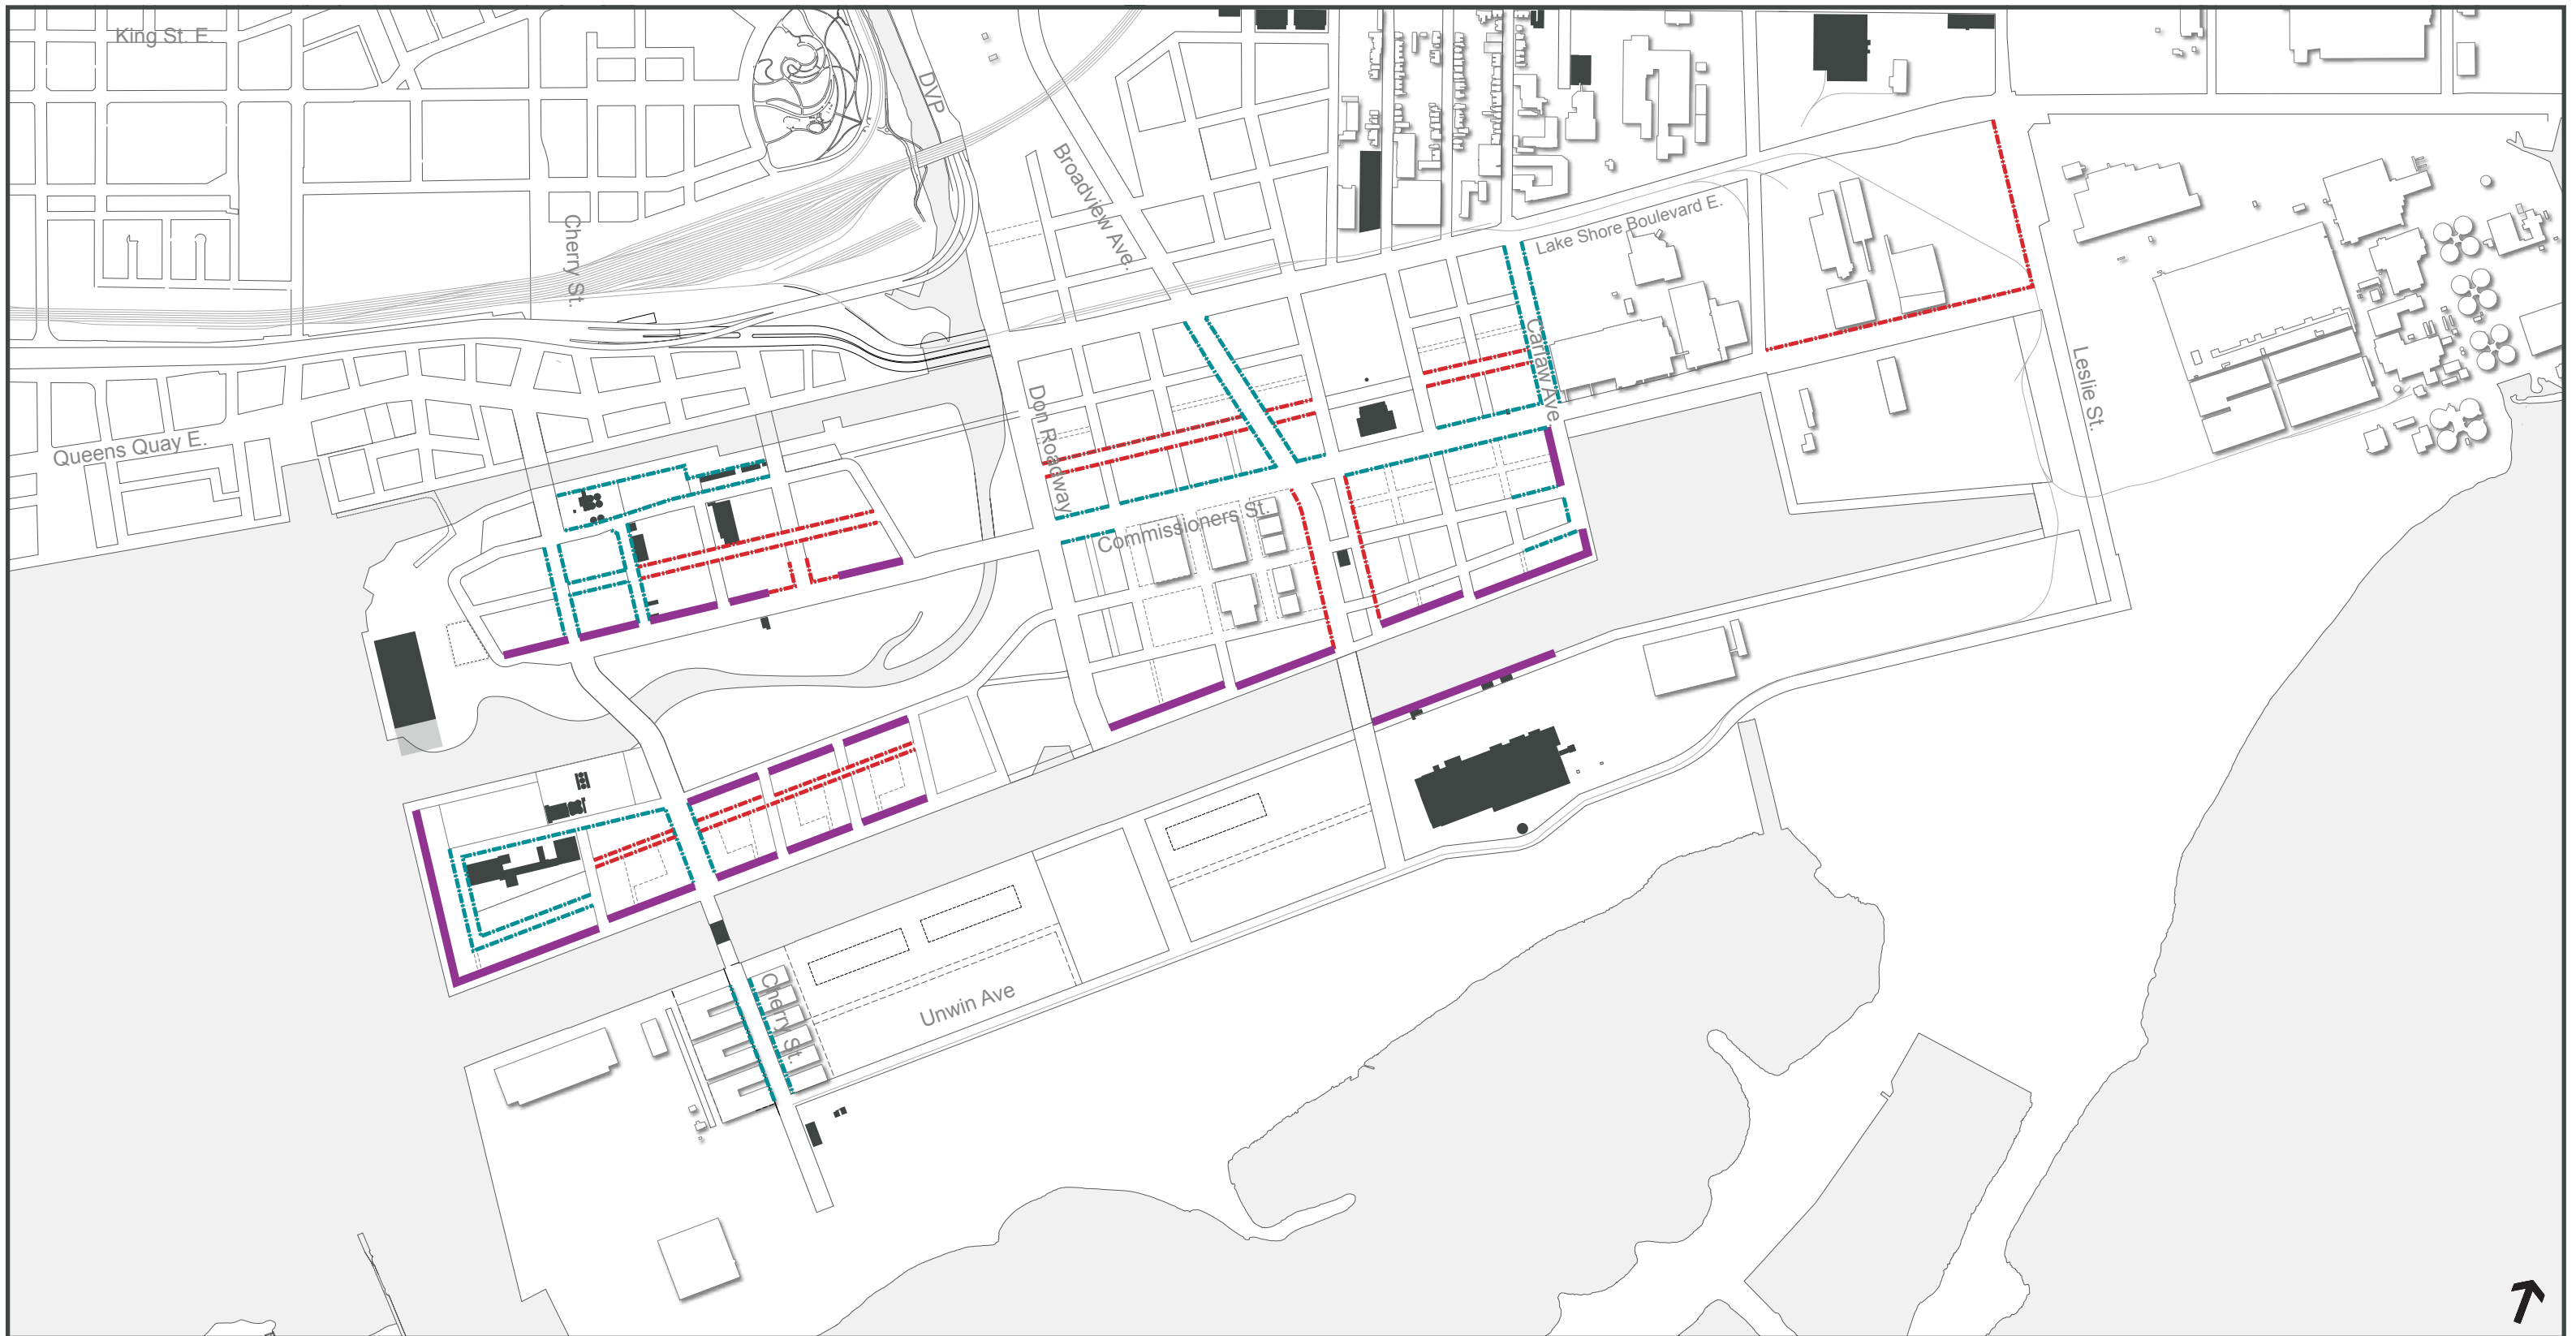 King St. E.
DVP
Broadview Ave.
Cherry St.
Lake Shore Boulevard E.
Queens Quay E.
Don Roadway
Carlaw Ave
Leslie St.
Commissioners St.
Cherry St.
Unwin Ave